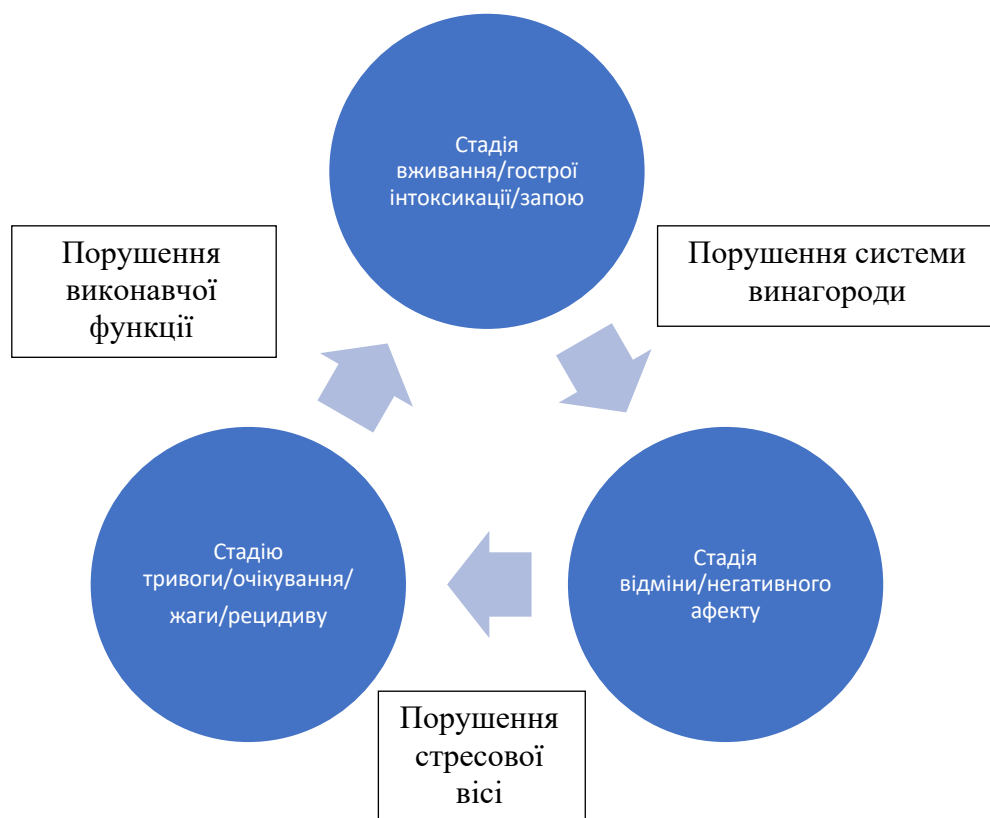 Стадія
вживання/гострої
інтоксикації/запою
Порушення
виконавчої
функції
Порушення системи
винагороди
Стадію
тривоги/очікування/
жаги/рецидиву
Стадія
відміни/негативного
афекту
Порушення
стресової
вісі